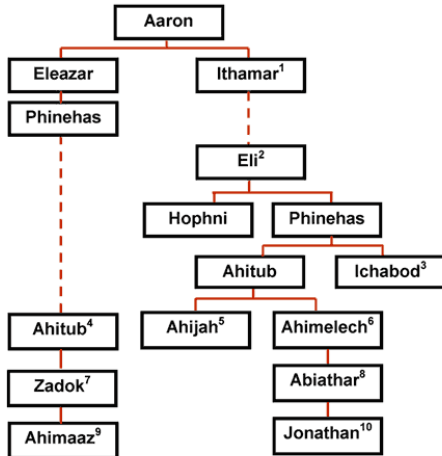 Aaron
Eleazar
Ithamar¹
Phinehas
Eli²
Hophni
Phinehas
Ahitub
Ichabod³
Ahitub⁴
Ahijah⁵
Ahimelech⁶
Zadok⁷
Abiathar⁸
Ahimaaz⁹
Jonathan¹⁰